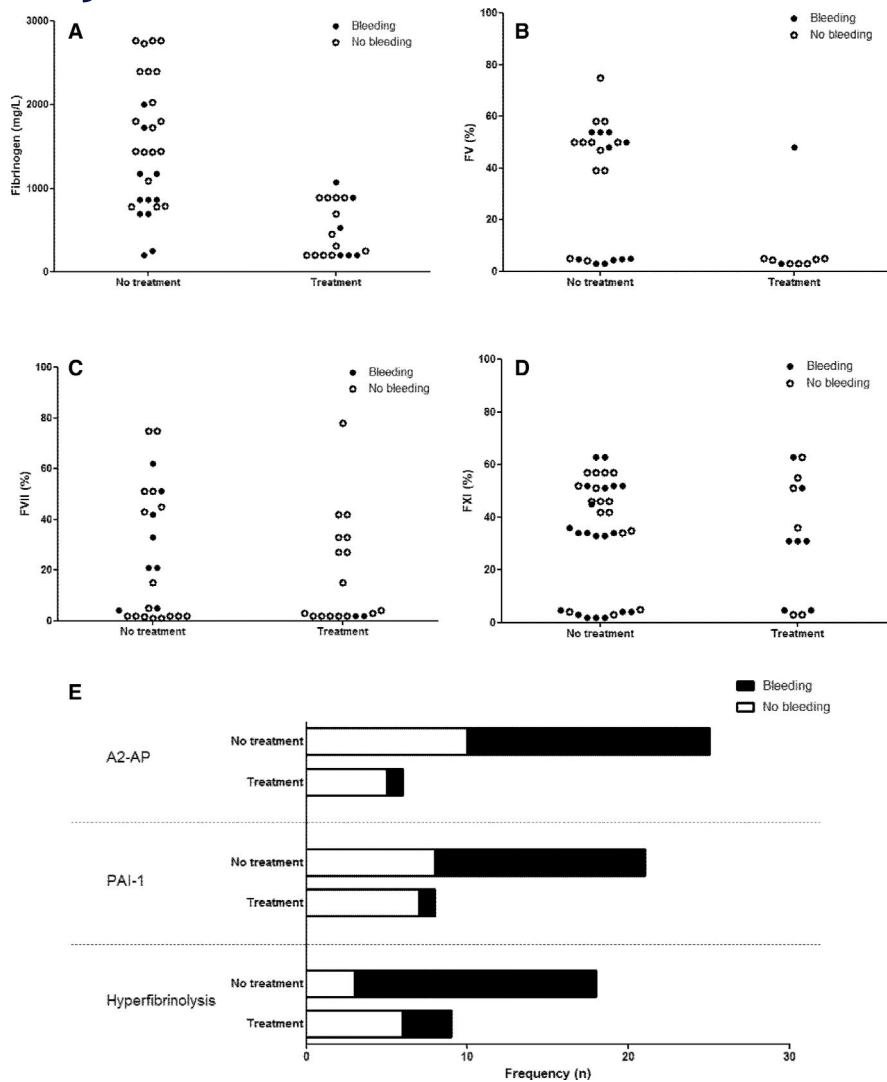 A
Bleeding
No bleeding
3000
2000
1000
0
Fibrinogen (mg/L)
No treatment
Treatment
B
Bleeding
No bleeding
100
80
60
40
20
0
FV (%)
No treatment
Treatment
C
Bleeding
No bleeding
100
80
60
40
20
0
FVII (%)
No treatment
Treatment
D
Bleeding
No bleeding
100
80
60
40
20
0
FXI (%)
No treatment
Treatment
E
Bleeding
No bleeding
A2-AP
No treatment
Treatment
PAI-1
No treatment
Treatment
Hyperfibrinolysis
No treatment
Treatment
0
10
20
30
Frequency (n)